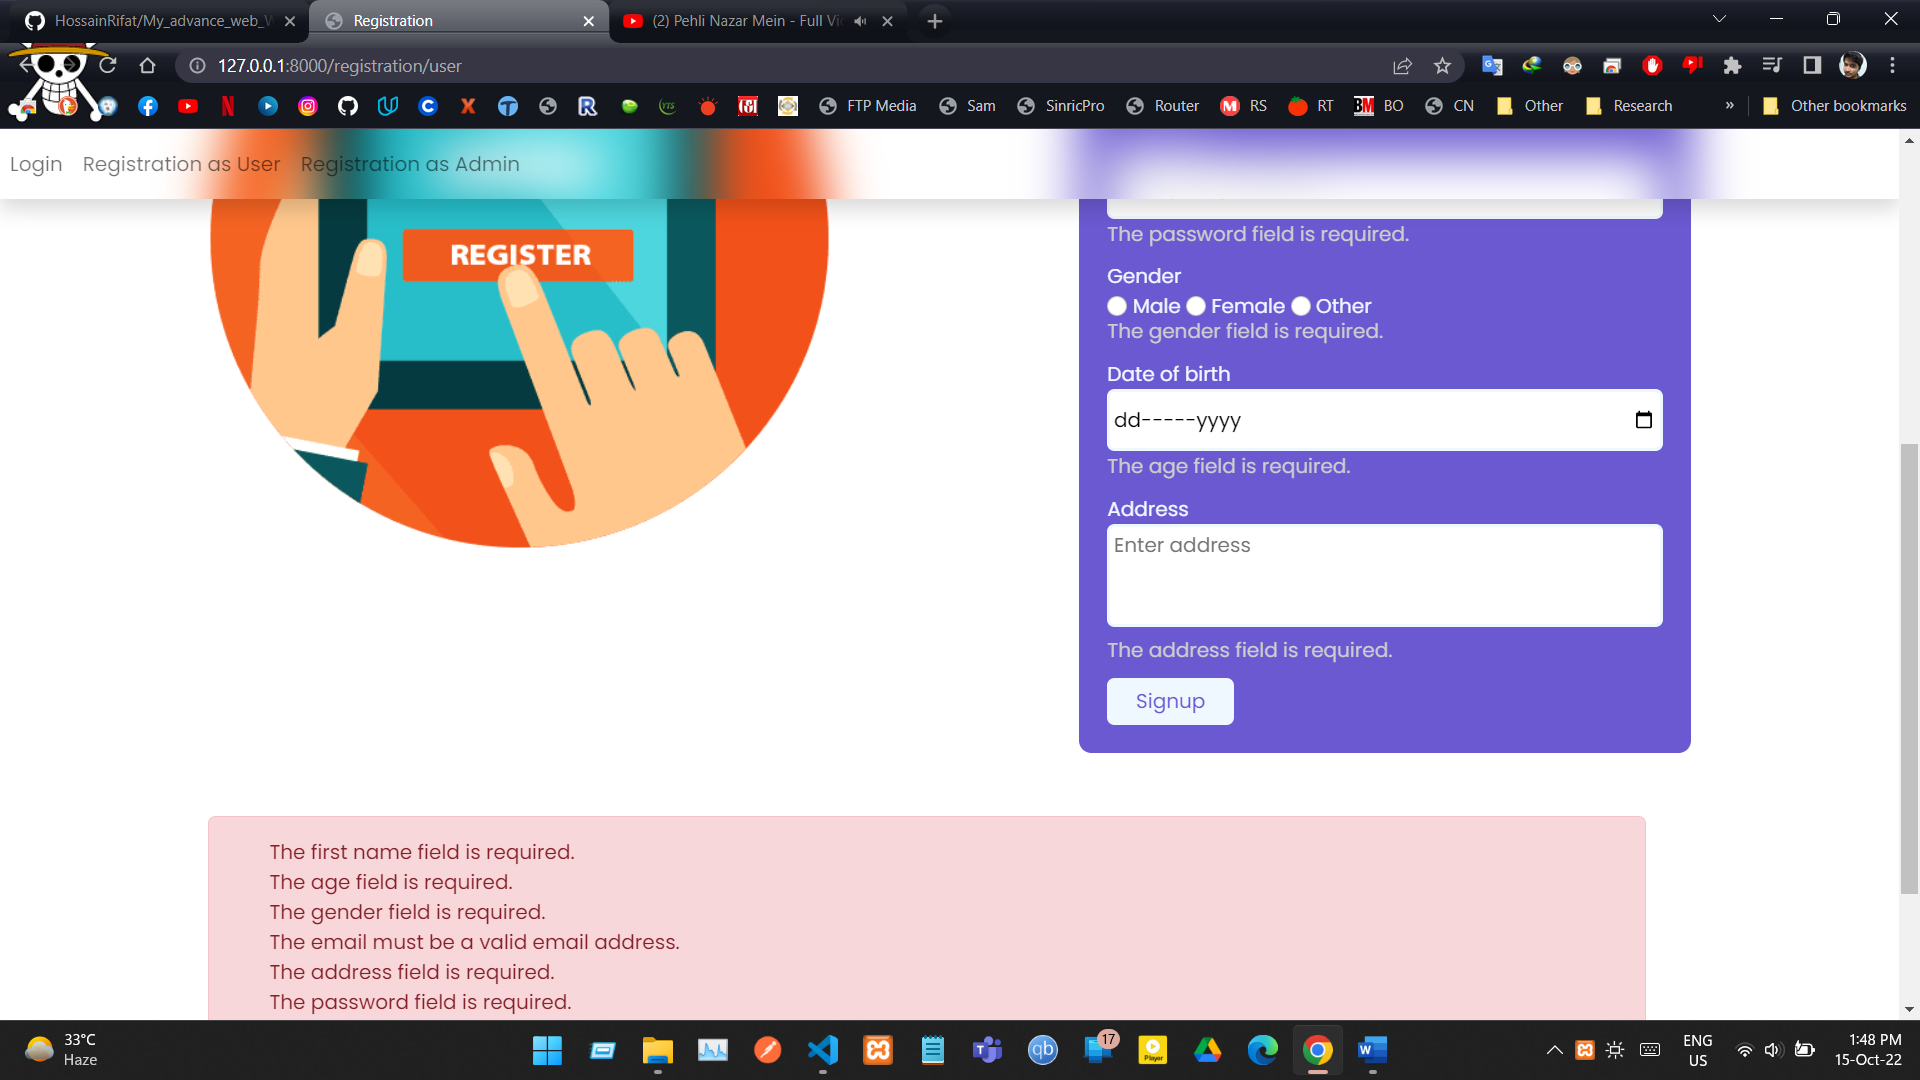 HossainRifat/My_advance_web_W
Registration
(2) Pehli Nazar Mein - Full Vi
127.0.0.1:8000/registration/user
FTP Media
Sam
SinricPro
Router
RS
RT
BO
CN
Other
Research
»
Other bookmarks
Login
Registration as User
Registration as Admin
REGISTER
The password field is required.
Gender
Male Female Other
The gender field is required.
Date of birth
dd-----yyyy
The age field is required.
Address
Enter address
The address field is required.
Signup
The first name field is required.
The age field is required.
The gender field is required.
The email must be a valid email address.
The address field is required.
The password field is required.
33°C
Haze
qb
17
Player
ENG
US
1:48 PM
15-Oct-22